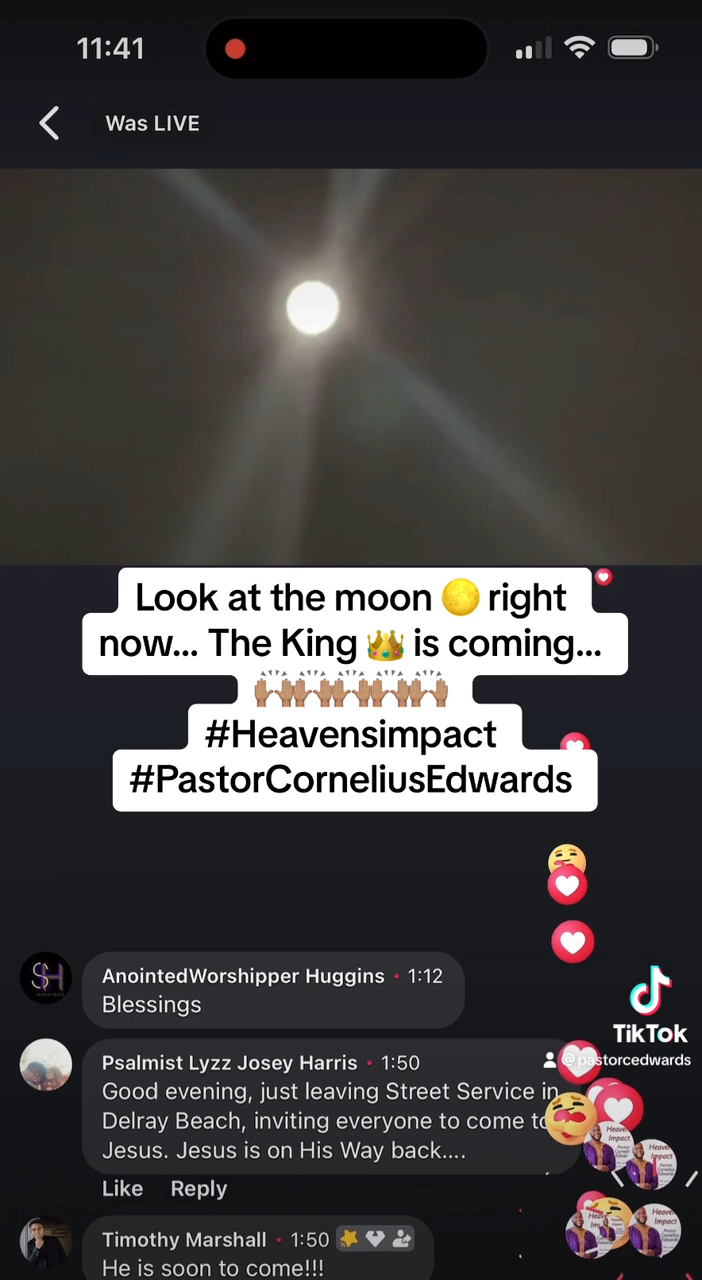 11:41
Was LIVE
Look at the moon 🌕 right
now... The King 👑 is coming...
🙌🏽🙌🏽🙌🏽🙌🏽🙌🏽🙌🏽
#Heavensimpact
#PastorCorneliusEdwards
AnointedWorshipper Huggins • 1:12
Blessings
Psalmist Lyzz Josey Harris • 1:50
Good evening, just leaving Street Service in
Delray Beach, inviting everyone to come to
Jesus. Jesus is on His Way back....
Like Reply
Timothy Marshall • 1:50
He is soon to come!!!
TikTok
@pastorcedwards